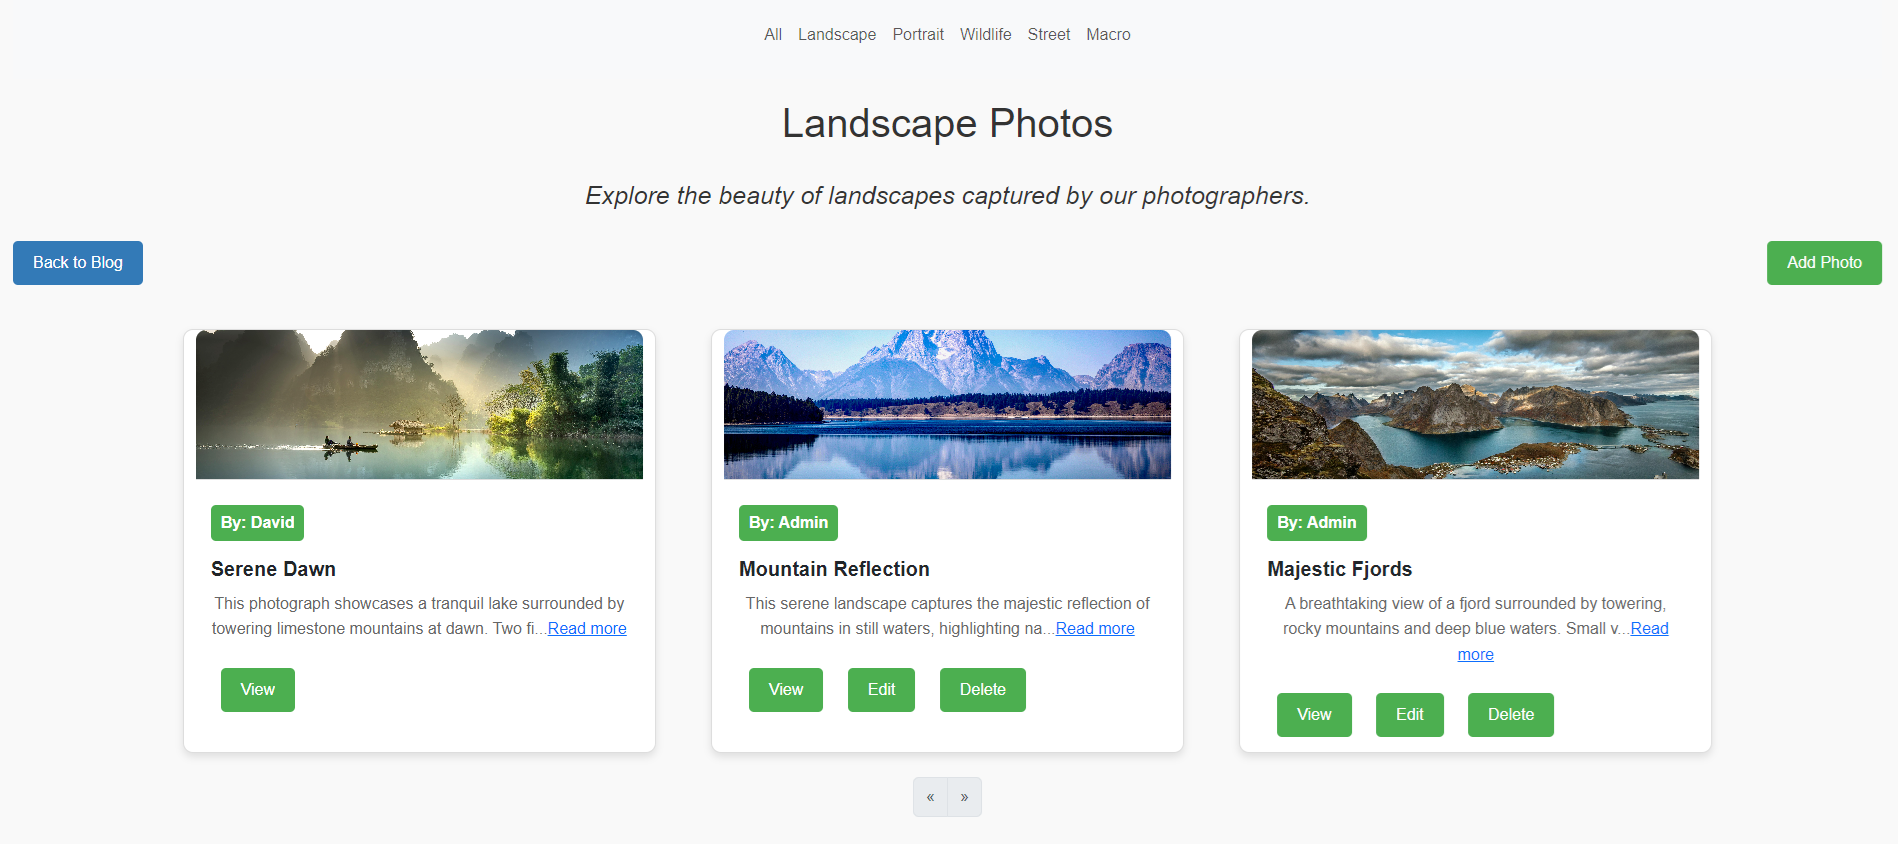 All Landscape Portrait Wildlife Street Macro
Landscape Photos
Explore the beauty of landscapes captured by our photographers.
Back to Blog
Add Photo
By: David
Serene Dawn
This photograph showcases a tranquil lake surrounded by
towering limestone mountains at dawn. Two fi...Read more
View
By: Admin
Mountain Reflection
This serene landscape captures the majestic reflection of
mountains in still waters, highlighting na...Read more
View Edit Delete
By: Admin
Majestic Fjords
A breathtaking view of a fjord surrounded by towering,
rocky mountains and deep blue waters. Small v...Read
more
View Edit Delete
« »